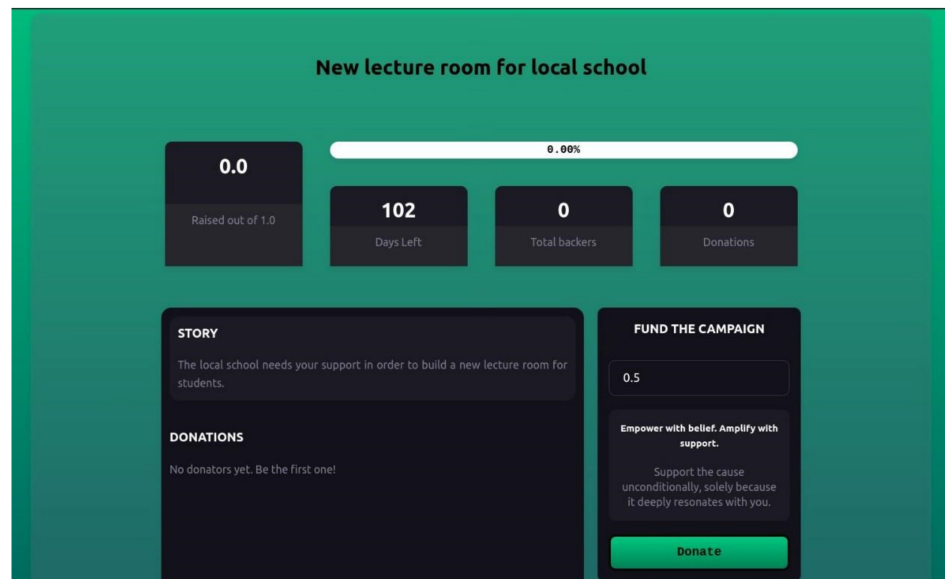 New lecture room for local school
0.0
Raised out of 1.0
0.00%
102
Days Left
0
Total backers
0
Donations
STORY
The local school needs your support in order to build a new lecture room for
students.
DONATIONS
No donators yet. Be the first one!
FUND THE CAMPAIGN
0.5
Empower with belief. Amplify with
support.
Support the cause
unconditionally, solely because
it deeply resonates with you.
Donate